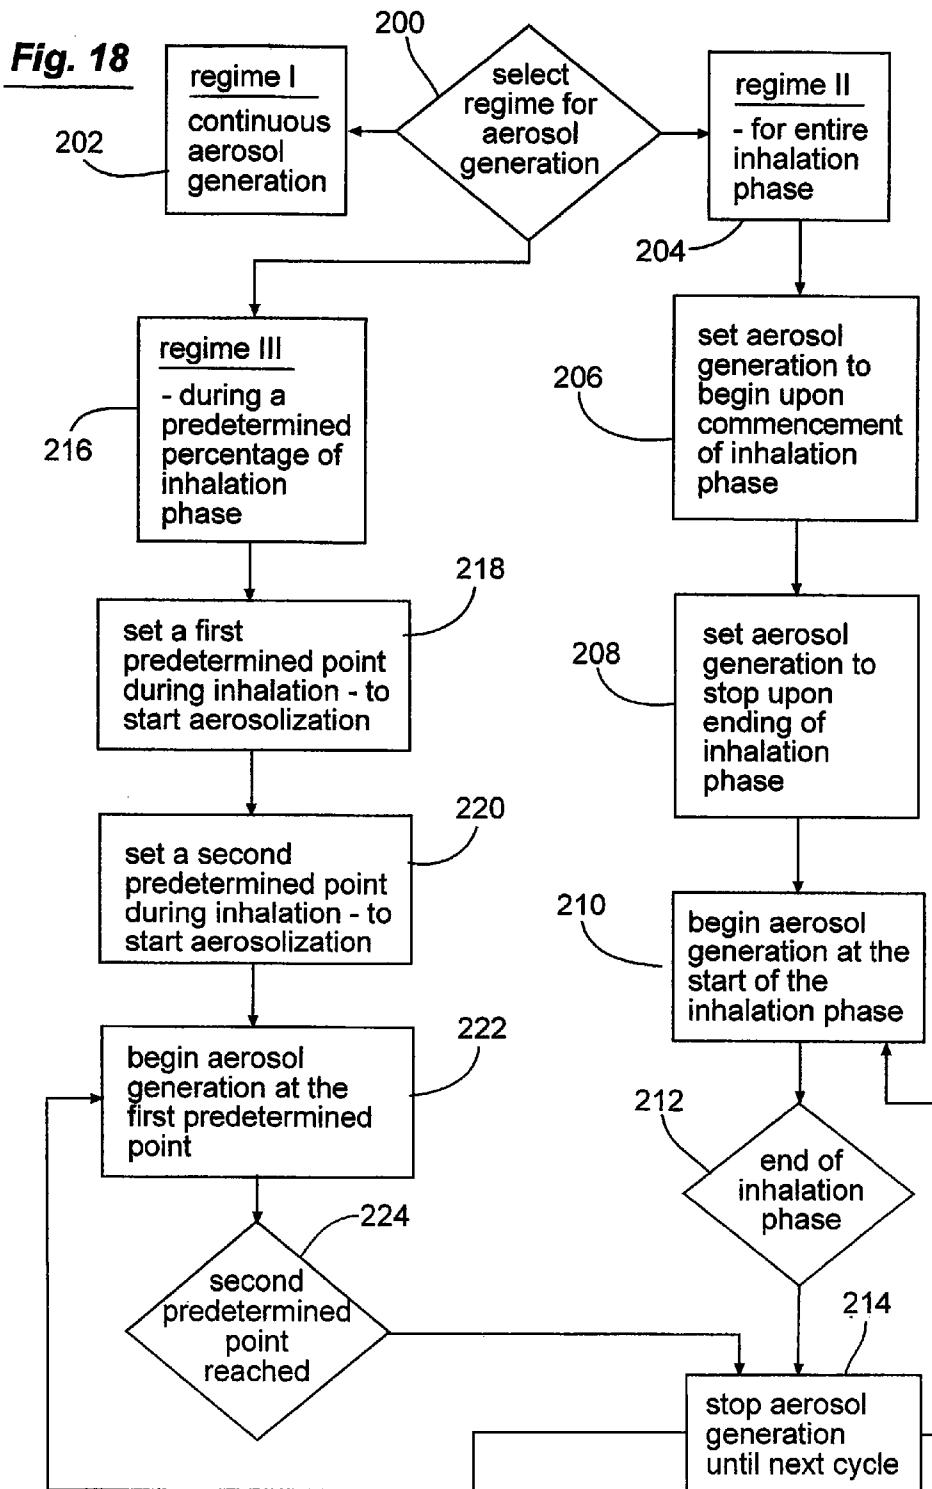 Fig. 18
200
select
regime for
aerosol
generation
regime I
continuous
aerosol
generation
202
regime II
- for entire
inhalation
phase
204
set aerosol
generation to
begin upon
commencement
of inhalation
phase
206
set aerosol
generation to
stop upon
ending of
inhalation
phase
208
begin aerosol
generation at the
start of the
inhalation phase
210
end of
inhalation
phase
212
stop aerosol
generation
until next cycle
214
regime III
- during a
predetermined
percentage of
inhalation
phase
216
set a first
predetermined point
during inhalation - to
start aerosolization
218
set a second
predetermined point
during inhalation - to
start aerosolization
220
begin aerosol
generation at the
first predetermined
point
222
second
predetermined
point
reached
224